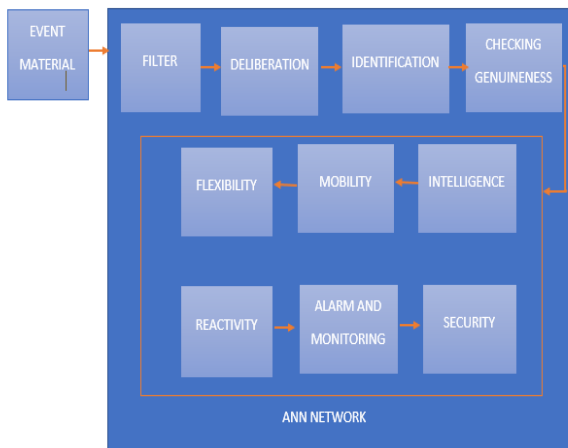 EVENT
MATERIAL
FILTER
DELIBERATION
IDENTIFICATION
CHECKING
GENUINENESS
FLEXIBILITY
MOBILITY
INTELLIGENCE
REACTIVITY
ALARM AND
MONITORING
SECURITY
ANN NETWORK